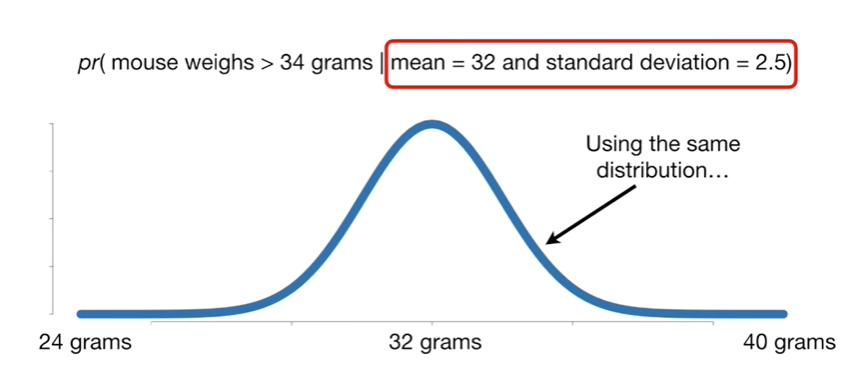 pr( mouse weighs > 34 grams | mean = 32 and standard deviation = 2.5)
Using the same
distribution…
24 grams
32 grams
40 grams